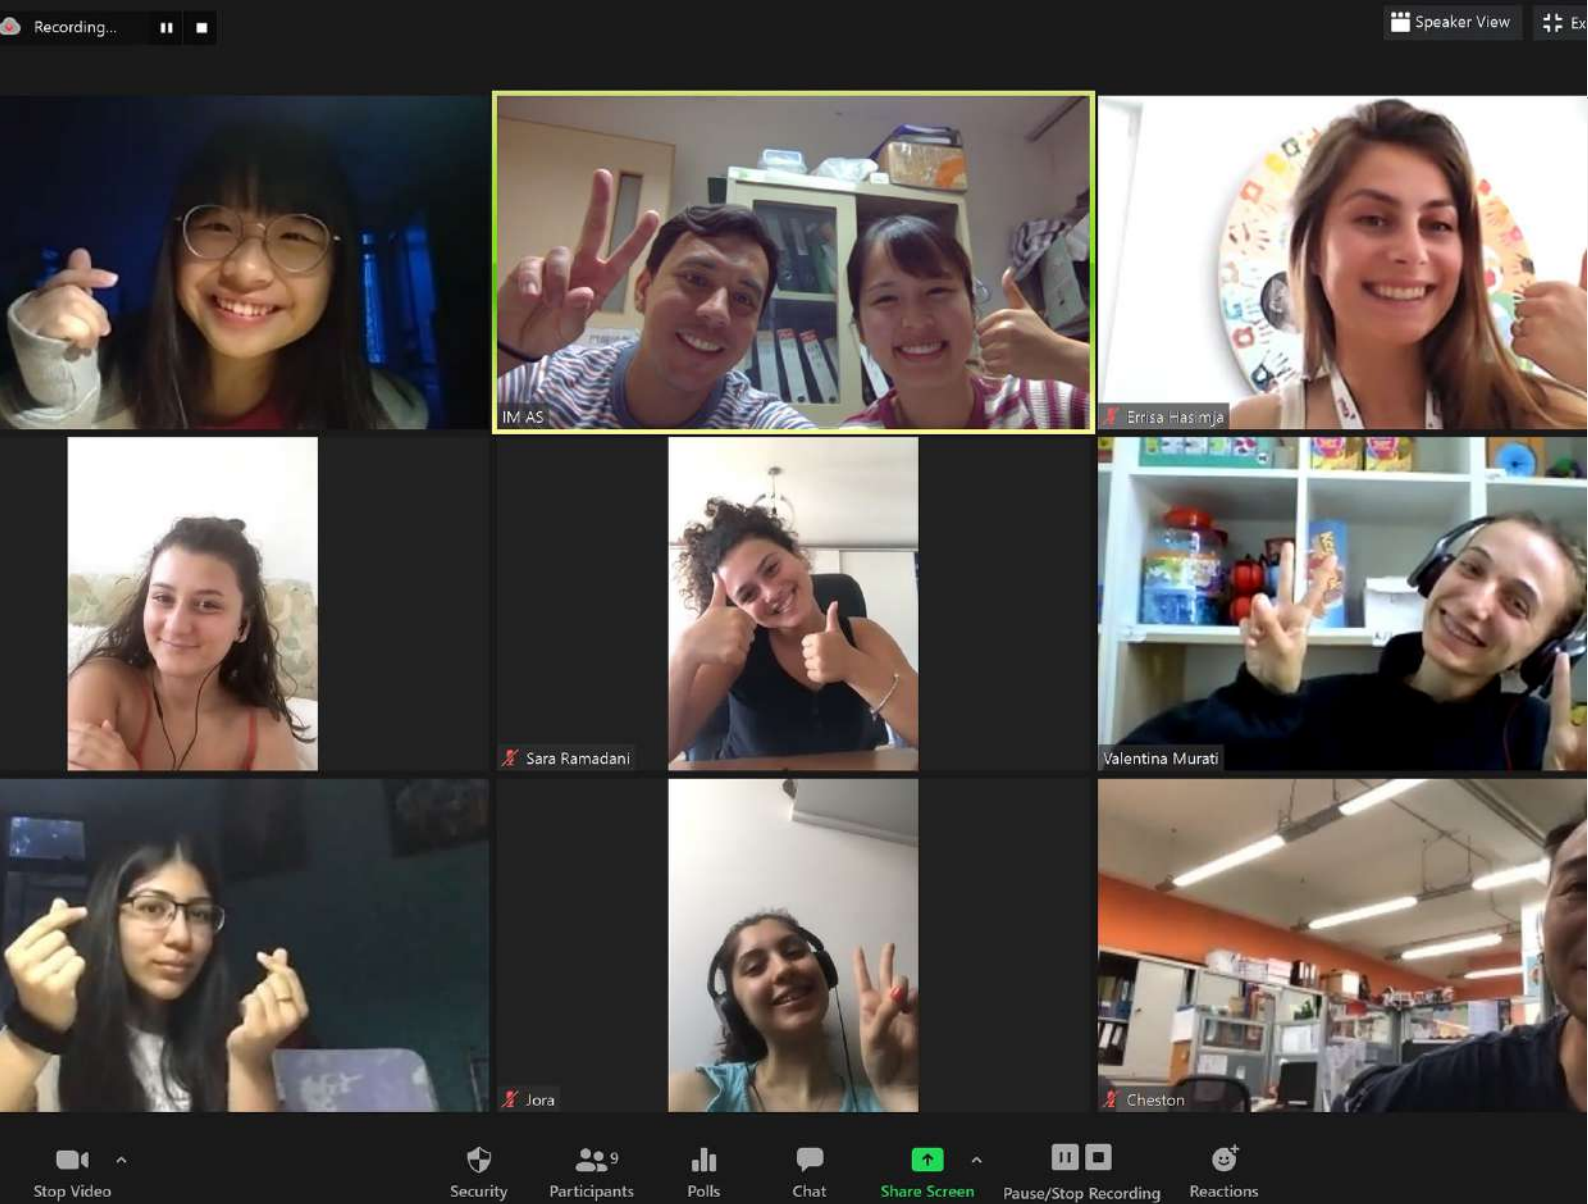 Recording...
Speaker View
Ex
IM AS
Errisa Hasimja
Sara Ramadani
Valentina Murati
Jora
Cheston
9
Stop Video
Security
Participants
Polls
Chat
Share Screen
Pause/Stop Recording
Reactions